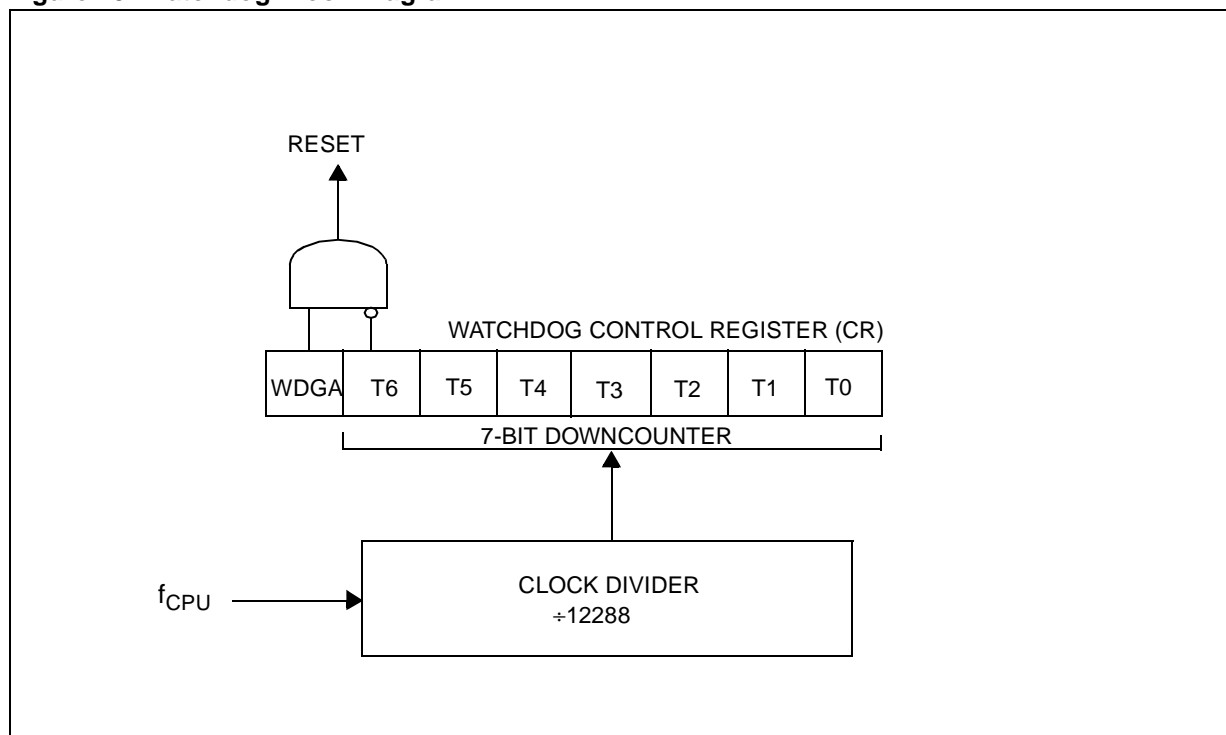 RESET
WATCHDOG CONTROL REGISTER (CR)
WDGA T6 T5 T4 T3 T2 T1 T0
7-BIT DOWNCOUNTER
fCPU
CLOCK DIVIDER
÷12288